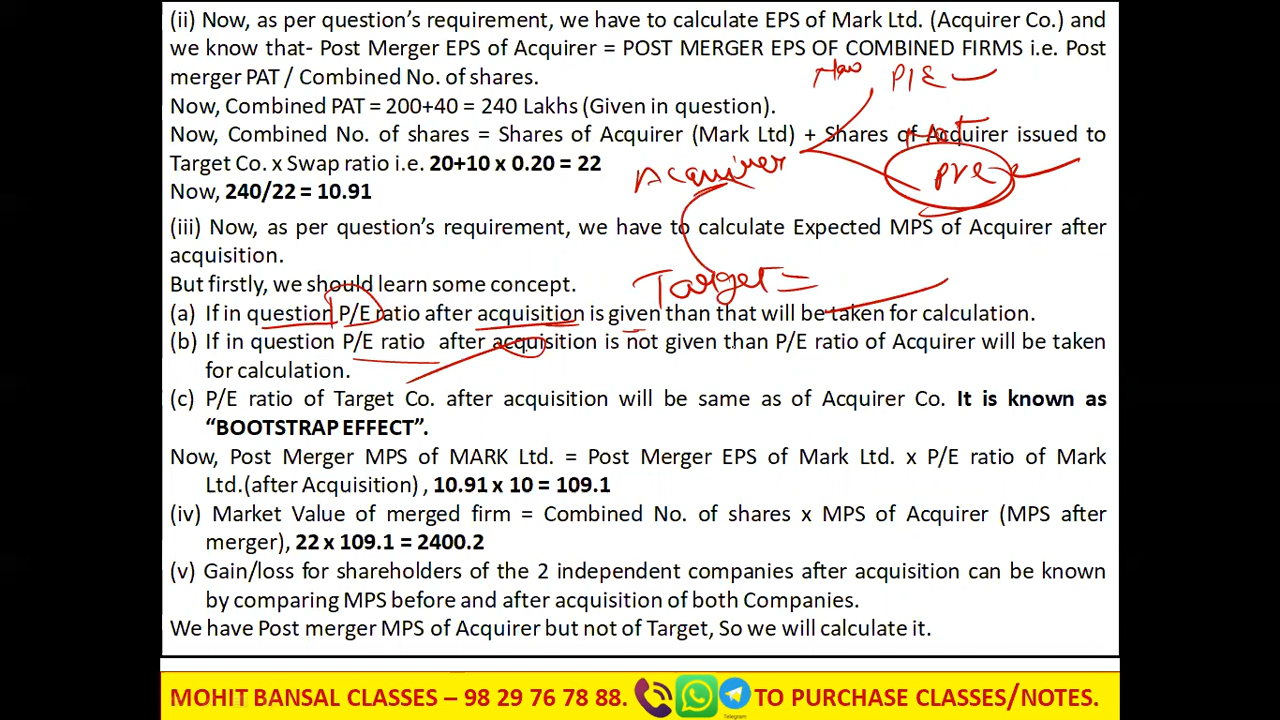 (ii) Now, as per question’s requirement, we have to calculate EPS of Mark Ltd. (Acquirer Co.) and
we know that- Post Merger EPS of Acquirer = POST MERGER EPS OF COMBINED FIRMS i.e. Post
merger PAT / Combined No. of shares.
P/E
Now, Combined PAT = 200+40 = 240 Lakhs (Given in question).
Now, Combined No. of shares = Shares of Acquirer (Mark Ltd) + Shares of Acquirer issued to
Target Co. x Swap ratio i.e. 20+10 x 0.20 = 22
Acquirer
Now, 240/22 = 10.91
(iii) Now, as per question’s requirement, we have to calculate Expected MPS of Acquirer after
acquisition.
But firstly, we should learn some concept.
Target =
(a) If in question P/E ratio after acquisition is given than that will be taken for calculation.
(b) If in question P/E ratio after acquisition is not given than P/E ratio of Acquirer will be taken
for calculation.
(c) P/E ratio of Target Co. after acquisition will be same as of Acquirer Co. It is known as
“BOOTSTRAP EFFECT”.
Now, Post Merger MPS of MARK Ltd. = Post Merger EPS of Mark Ltd. x P/E ratio of Mark
Ltd.(after Acquisition) , 10.91 x 10 = 109.1
(iv) Market Value of merged firm = Combined No. of shares x MPS of Acquirer (MPS after
merger), 22 x 109.1 = 2400.2
(v) Gain/loss for shareholders of the 2 independent companies after acquisition can be known
by comparing MPS before and after acquisition of both Companies.
We have Post merger MPS of Acquirer but not of Target, So we will calculate it.
MOHIT BANSAL CLASSES – 98 29 76 78 88. TO PURCHASE CLASSES/NOTES.
Telegram